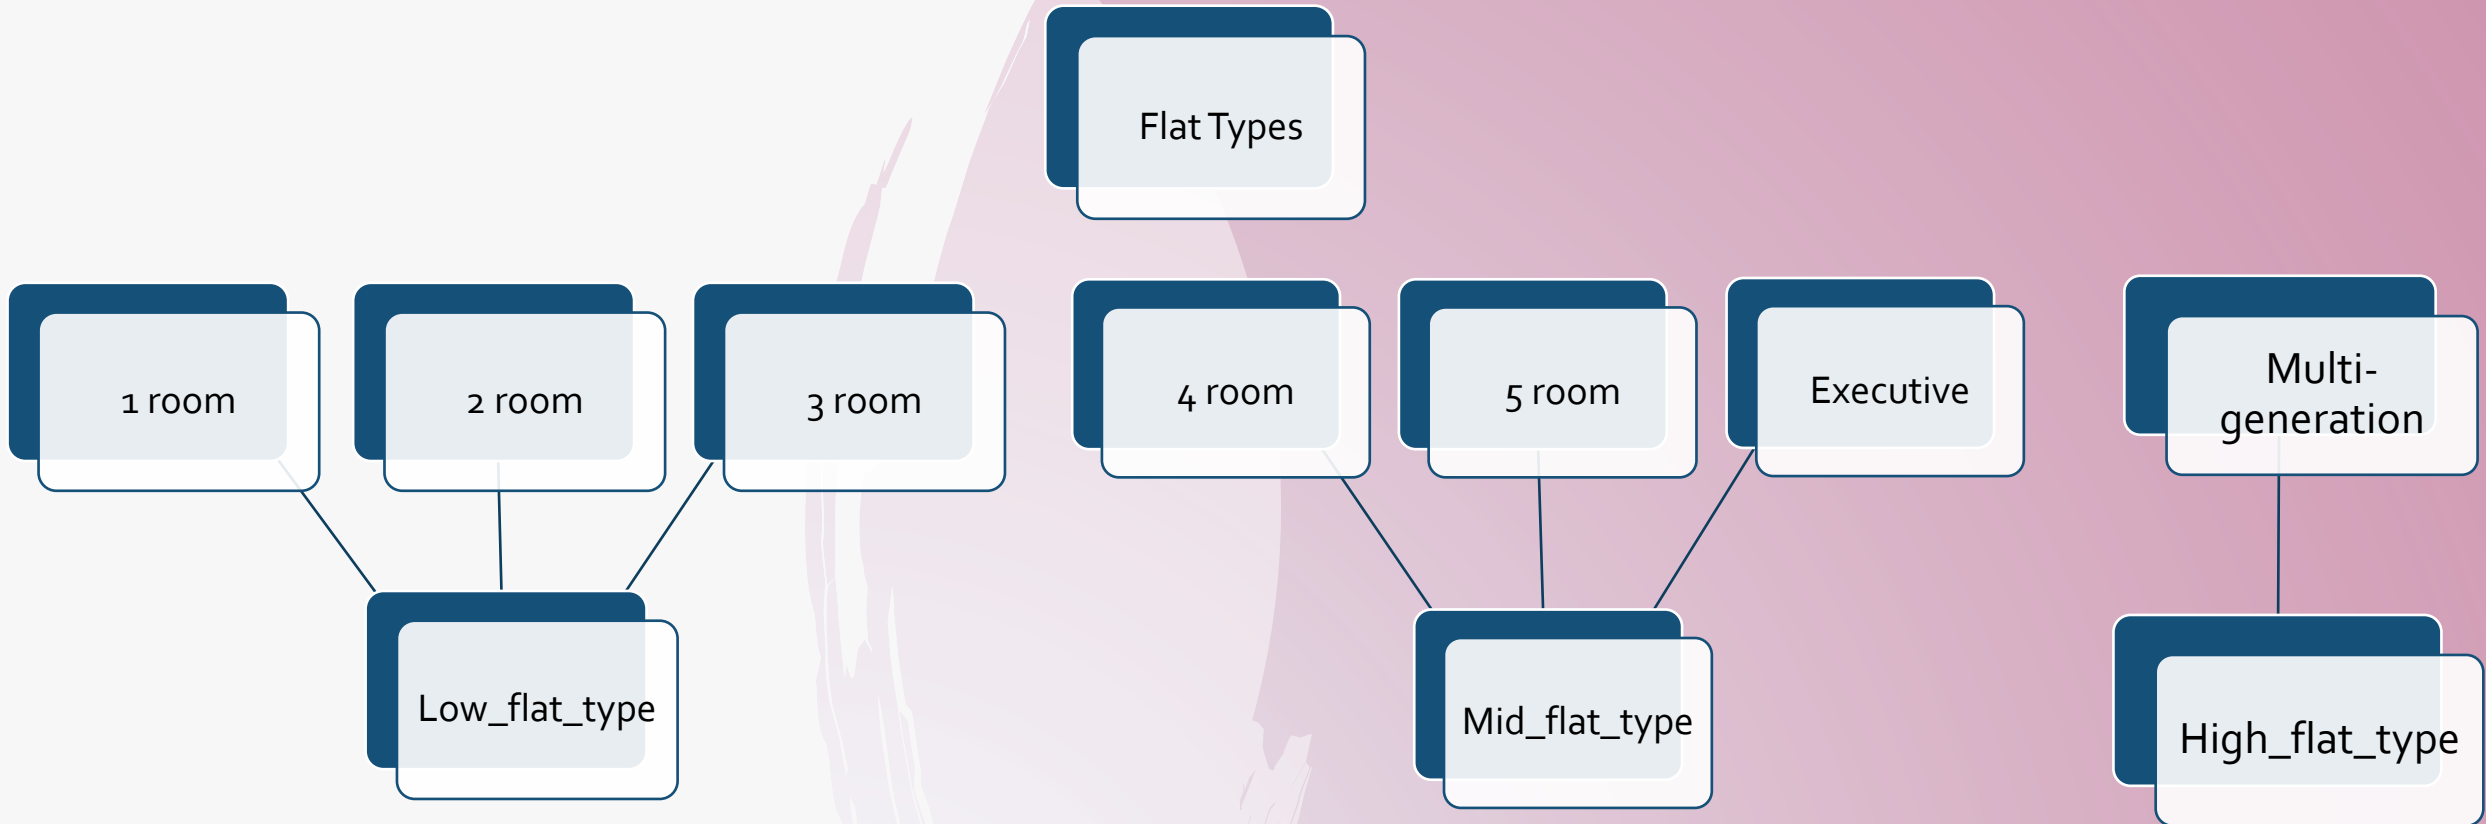 Flat Types
1 room
2 room
3 room
4 room
5 room
Executive
Multi-
generation
Low_flat_type
Mid_flat_type
High_flat_type